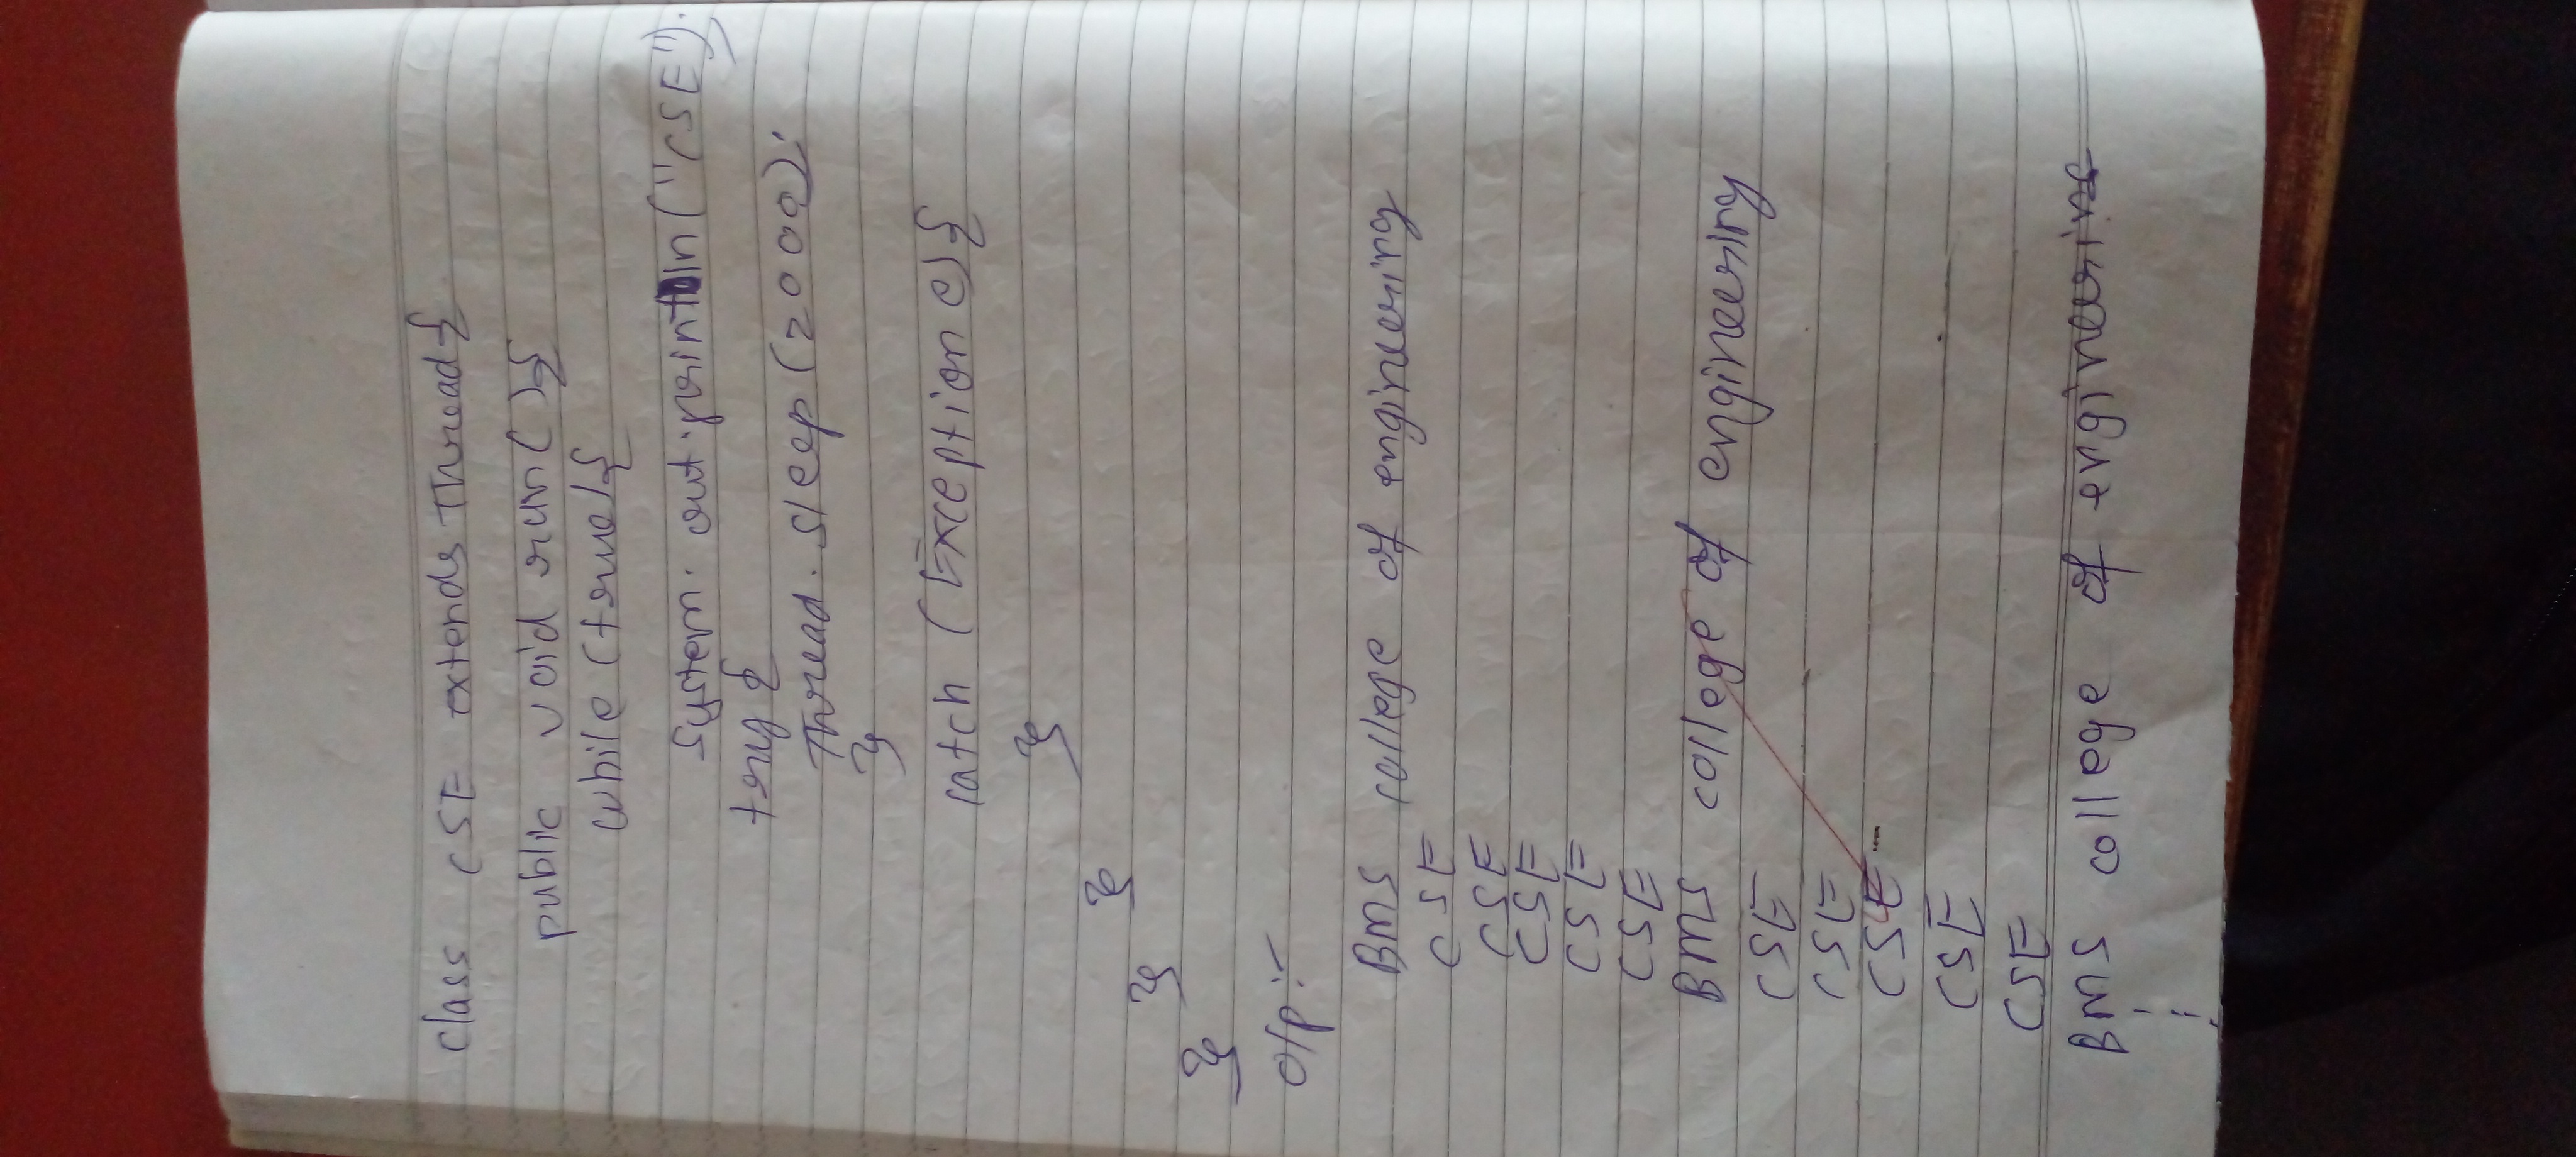 class CSE extends Thread{
public void run(){
while (true){
System.out.println("CSE");
try{
Thread.sleep(2000);
}
catch (Exception e){
}
}
}
}
O/p :-
BMS college of engineering
CSE
CSE
CSE
CSE
CSE
BMS college of engineering
CSE
CSE
CSE
CSE
CSE
BMS college of engineering